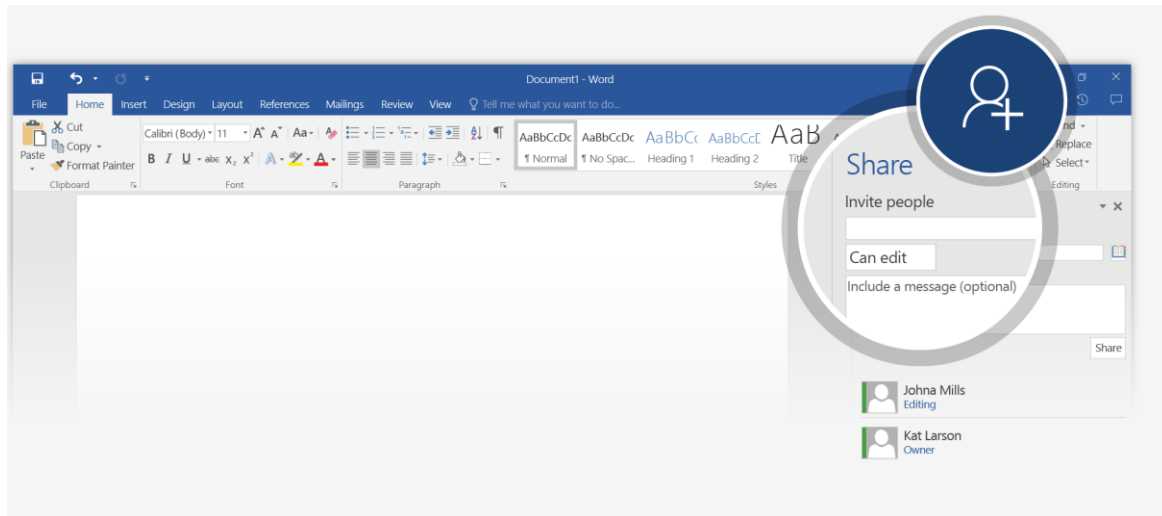 Document1 - Word
File Home Insert Design Layout References Mailings Review View Tell me what you want to do...
Cut
Copy
Format Painter
Paste
Calibri (Body) 11 A A Aa
B I U abc X₂ X² A ab A
AaBbCcDc AaBbCcDc AaBbCc AaBbCcE AaB
¶ Normal ¶ No Spac... Heading 1 Heading 2 Title
Replace
Select
Clipboard Font Paragraph Styles Editing
Share
Invite people
Can edit
Include a message (optional)
Share
Johna Mills
Editing
Kat Larson
Owner